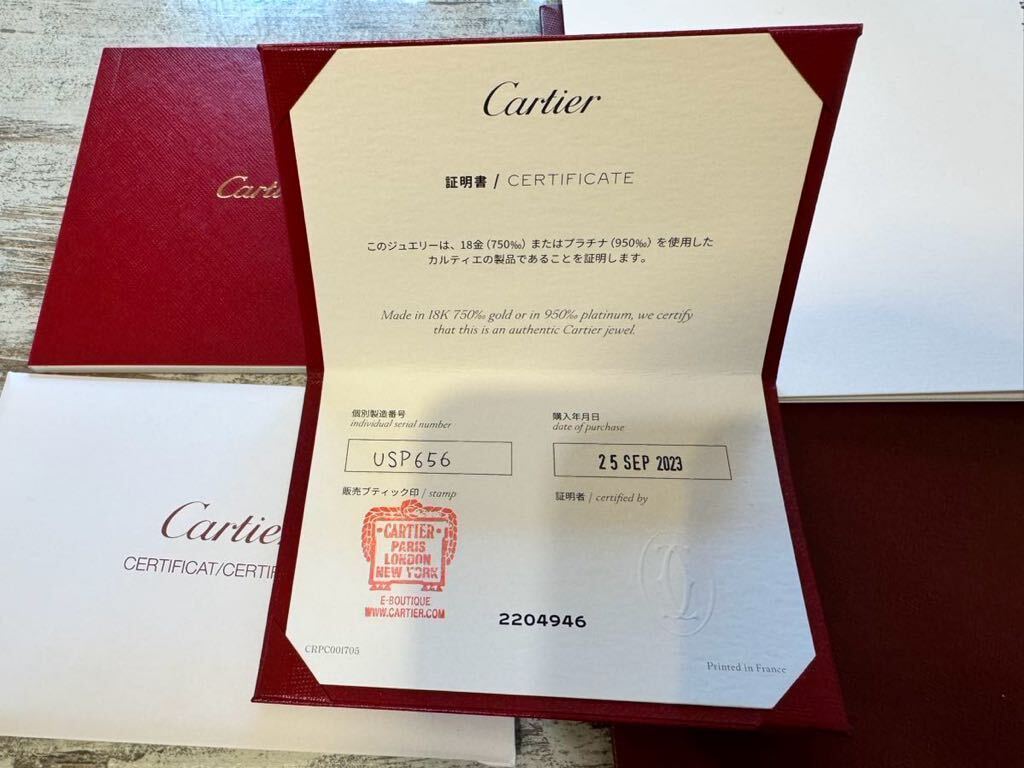 Cartier
証明書 / CERTIFICATE
このジュエリーは、18金（750‰）またはプラチナ（950‰）を使用した
カルティエの製品であることを証明します。
Made in 18K 750‰ gold or in 950‰ platinum, we certify
that this is an authentic Cartier jewel.
個別製造番号
individual serial number
USP656
購入年月日
date of purchase
25 SEP 2023
販売ブティック印 / stamp
証明者 / certified by
CARTIER
PARIS
LONDON
NEW YORK
E-BOUTIQUE
WWW.CARTIER.COM
2204946
CRPC001705
Printed in France
Carti
Cartie
CERTIFICAT/CERTIF